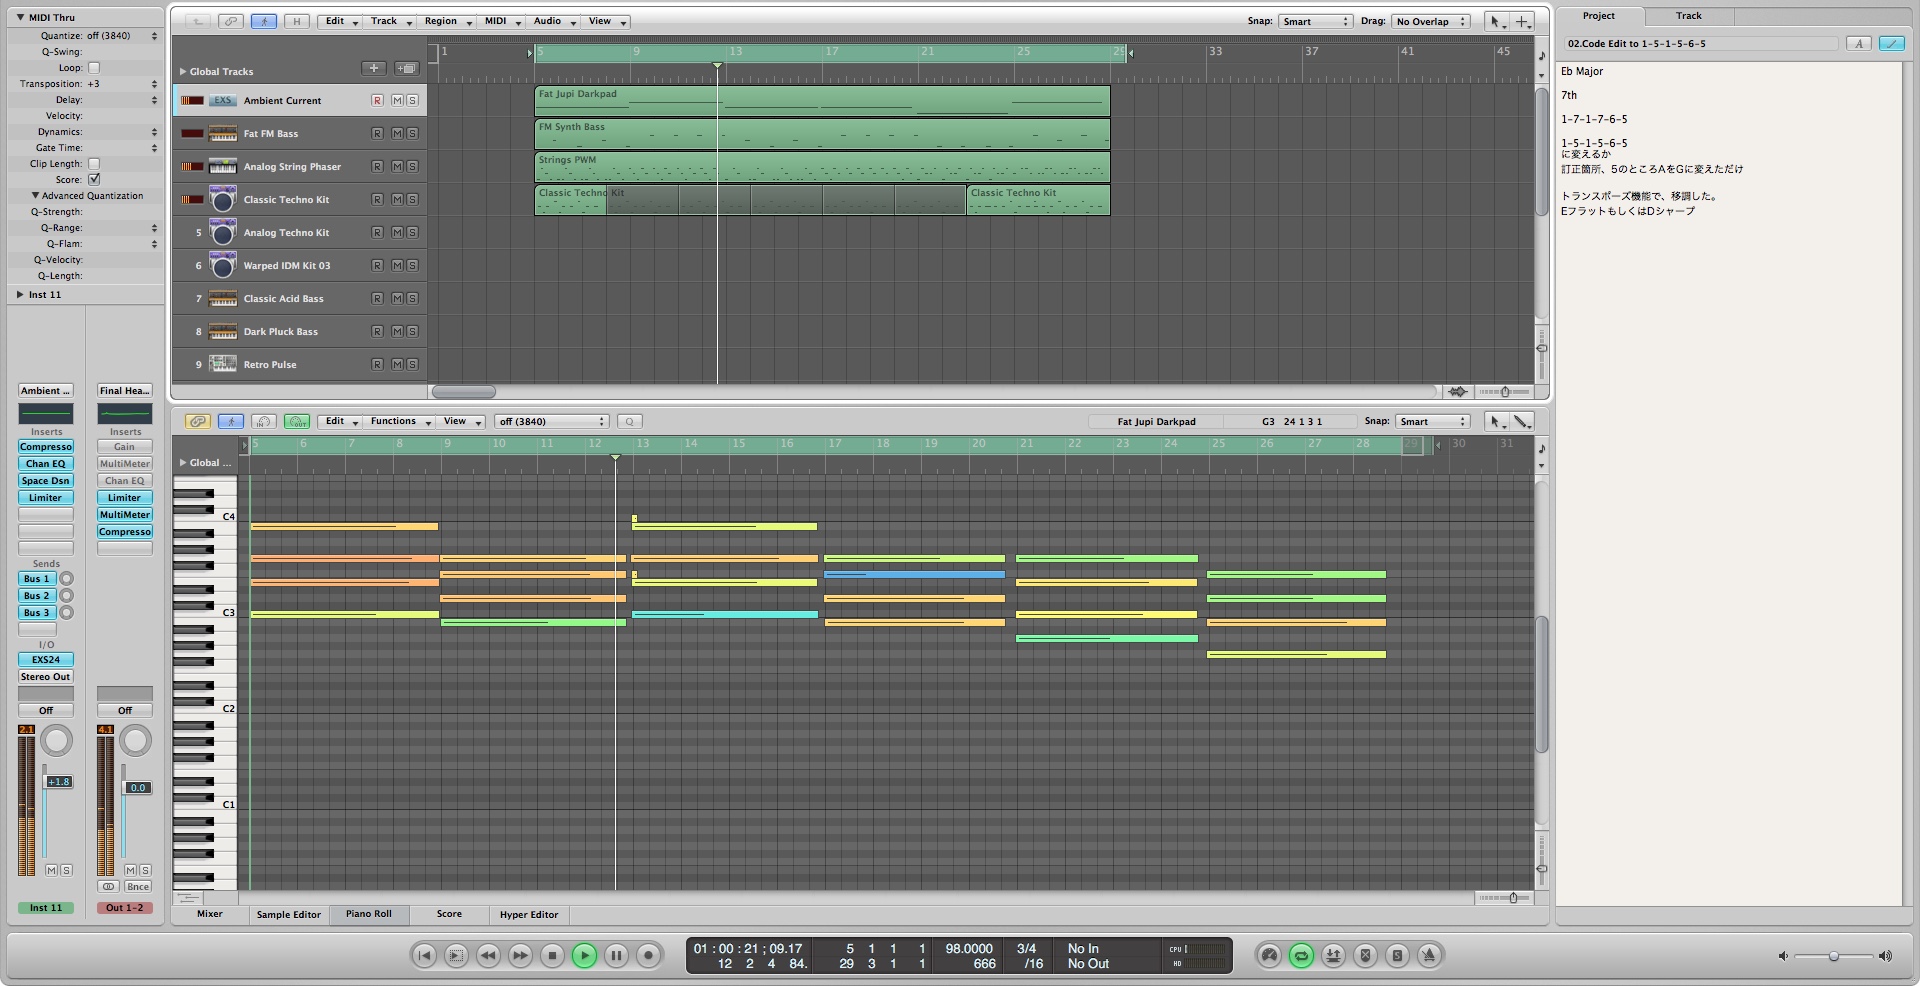 MIDI Thru
Quantize: off (3840)
Q-Swing:
Loop:
Transposition: +3
Delay:
Velocity:
Dynamics:
Gate Time:
Clip Length:
Score:
Advanced Quantization
Q-Strength:
Q-Range:
Q-Flam:
Q-Velocity:
Q-Length:
Inst 11
Ambient ... Final Hea...
Inserts Inserts
Compresso Gain
Chan EQ MultiMeter
Space Dsn Chan EQ
Limiter Limiter
MultiMeter
Compresso
Sends
Bus 1
Bus 2
Bus 3
I/O
EXS24
Stereo Out
Off Off
2.1 4.1
+1.8 0.0
M S M S
Bnce
Inst 11 Out 1-2
H Edit Track Region MIDI Audio View Snap: Smart Drag: No Overlap
1 5 9 13 17 21 25 29 33 37 41 45
Global Tracks
EXS Ambient Current R M S
Fat FM Bass R M S
Analog String Phaser R M S
Classic Techno Kit R M S
5 Analog Techno Kit R M S
6 Warped IDM Kit 03 R M S
7 Classic Acid Bass R M S
8 Dark Pluck Bass R M S
9 Retro Pulse R M S
Fat Jupi Darkpad
FM Synth Bass
Strings PWM
Classic Techno Kit Classic Techno Kit
IN OUT Edit Functions View off (3840) Q Fat Jupi Darkpad G3 24 1 3 1 Snap: Smart
5 6 7 8 9 10 11 12 13 14 15 16 17 18 19 20 21 22 23 24 25 26 27 28 29 30 31
Global ...
C4
C3
C2
C1
Mixer Sample Editor Piano Roll Score Hyper Editor
01 : 00 : 21 ; 09.17 5 1 1 1 98.0000 3/4 No In CPU
12 2 4 84. 29 3 1 1 666 /16 No Out HD
S
Project Track
02.Code Edit to 1-5-1-5-6-5 A
Eb Major
7th
1-7-1-7-6-5
1-5-1-5-6-5
に変えるか
訂正箇所、5のところAをGに変えただけ
トランスポーズ機能で、移調した。
EフラットもしくはDシャープ